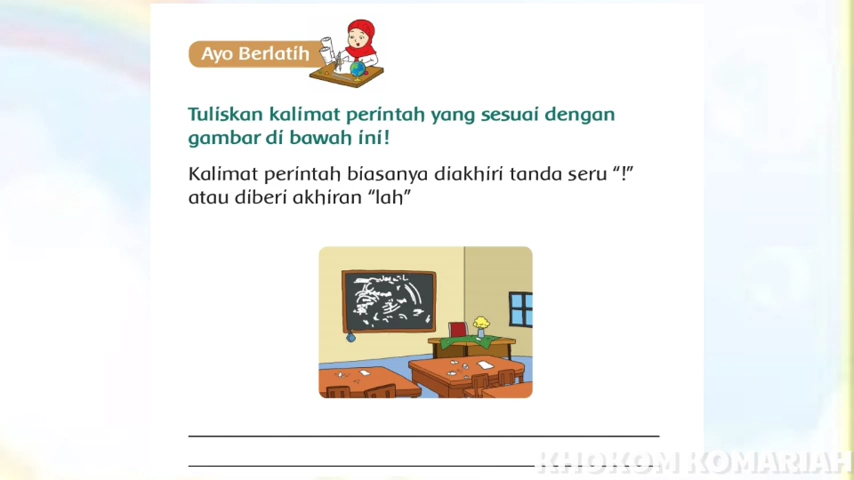 Ayo Berlatih
Tuliskan kalimat perintah yang sesuai dengan
gambar di bawah ini!
Kalimat perintah biasanya diakhiri tanda seru “!”
atau diberi akhiran “lah”
KHOKOM KOMARIAH